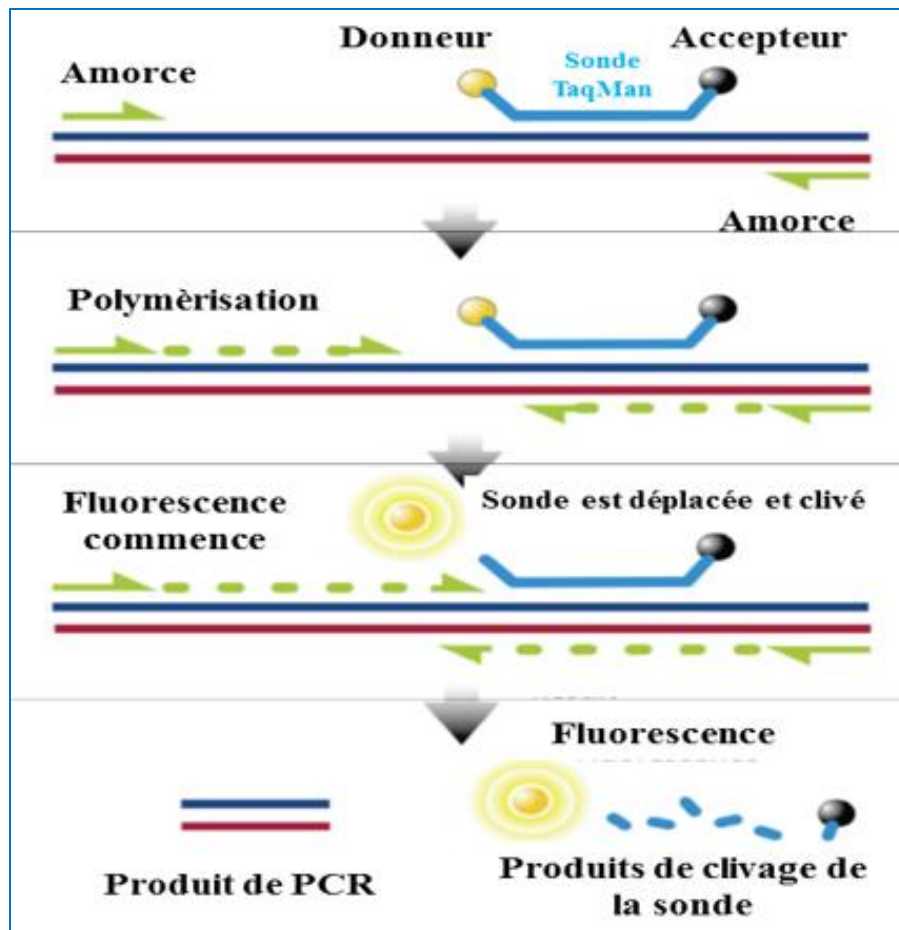 Donneur
Accepteur
Amorce
Sonde
TaqMan
Amorce
Polymèrisation
Fluorescence
commence
Sonde est déplacée et clivé
Fluorescence
Produit de PCR
Produits de clivage de
la sonde